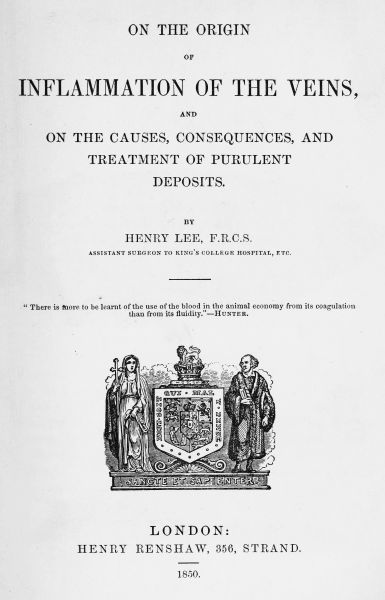 ON THE ORIGIN
OF
INFLAMMATION OF THE VEINS,
AND
ON THE CAUSES, CONSEQUENCES, AND
TREATMENT OF PURULENT
DEPOSITS.
BY
HENRY LEE, F.R.C.S.
ASSISTANT SURGEON TO KING'S COLLEGE HOSPITAL, ETC.
" There is more to be learnt of the use of the blood in the animal economy from its coagulation
than from its fluidity."—HUNTER.
QUI · MAL
SANCTE ET SAPIENTER
LONDON:
HENRY RENSHAW, 356, STRAND.
1850.